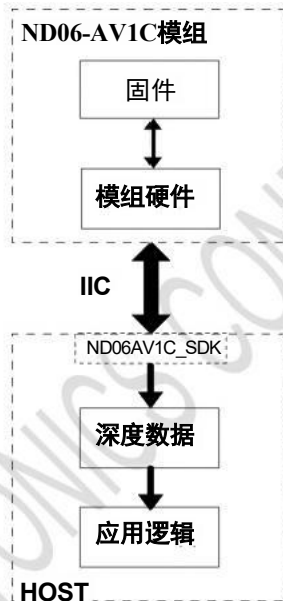 ND06-AV1C模组
固件
模组硬件
IIC
ND06AV1C_SDK
深度数据
应用逻辑
HOST